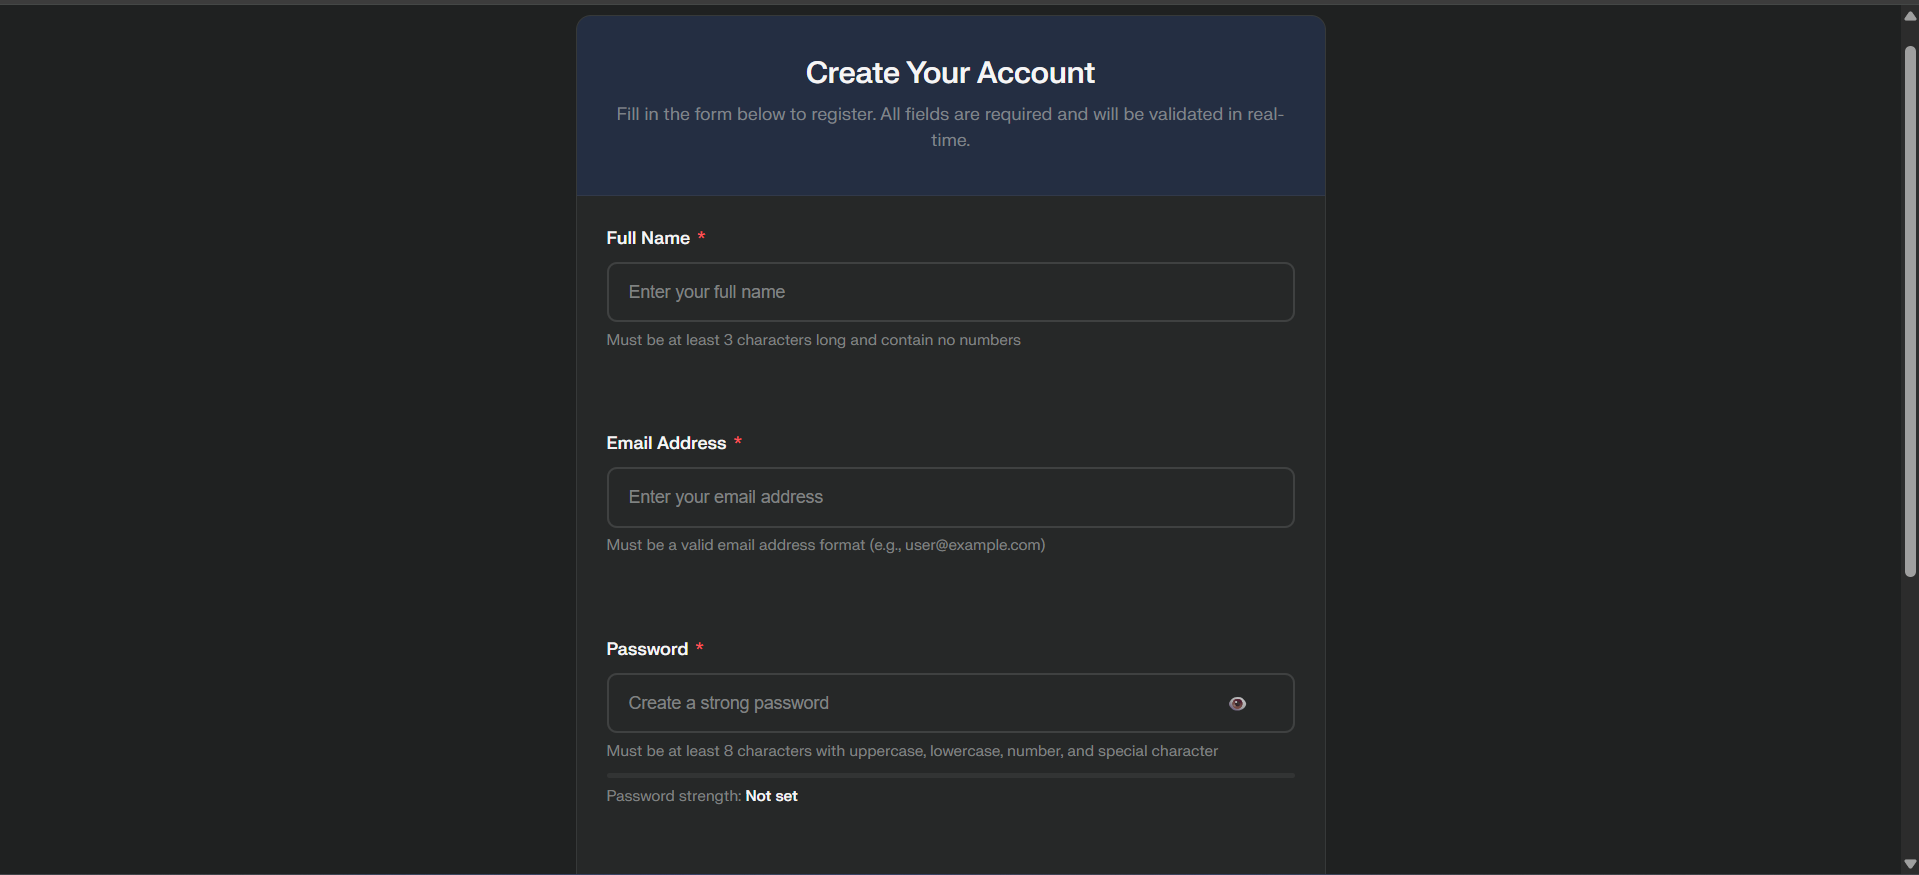 Create Your Account
Fill in the form below to register. All fields are required and will be validated in real-
time.
Full Name *
Enter your full name
Must be at least 3 characters long and contain no numbers
Email Address *
Enter your email address
Must be a valid email address format (e.g., user@example.com)
Password *
Create a strong password
Must be at least 8 characters with uppercase, lowercase, number, and special character
Password strength: Not set